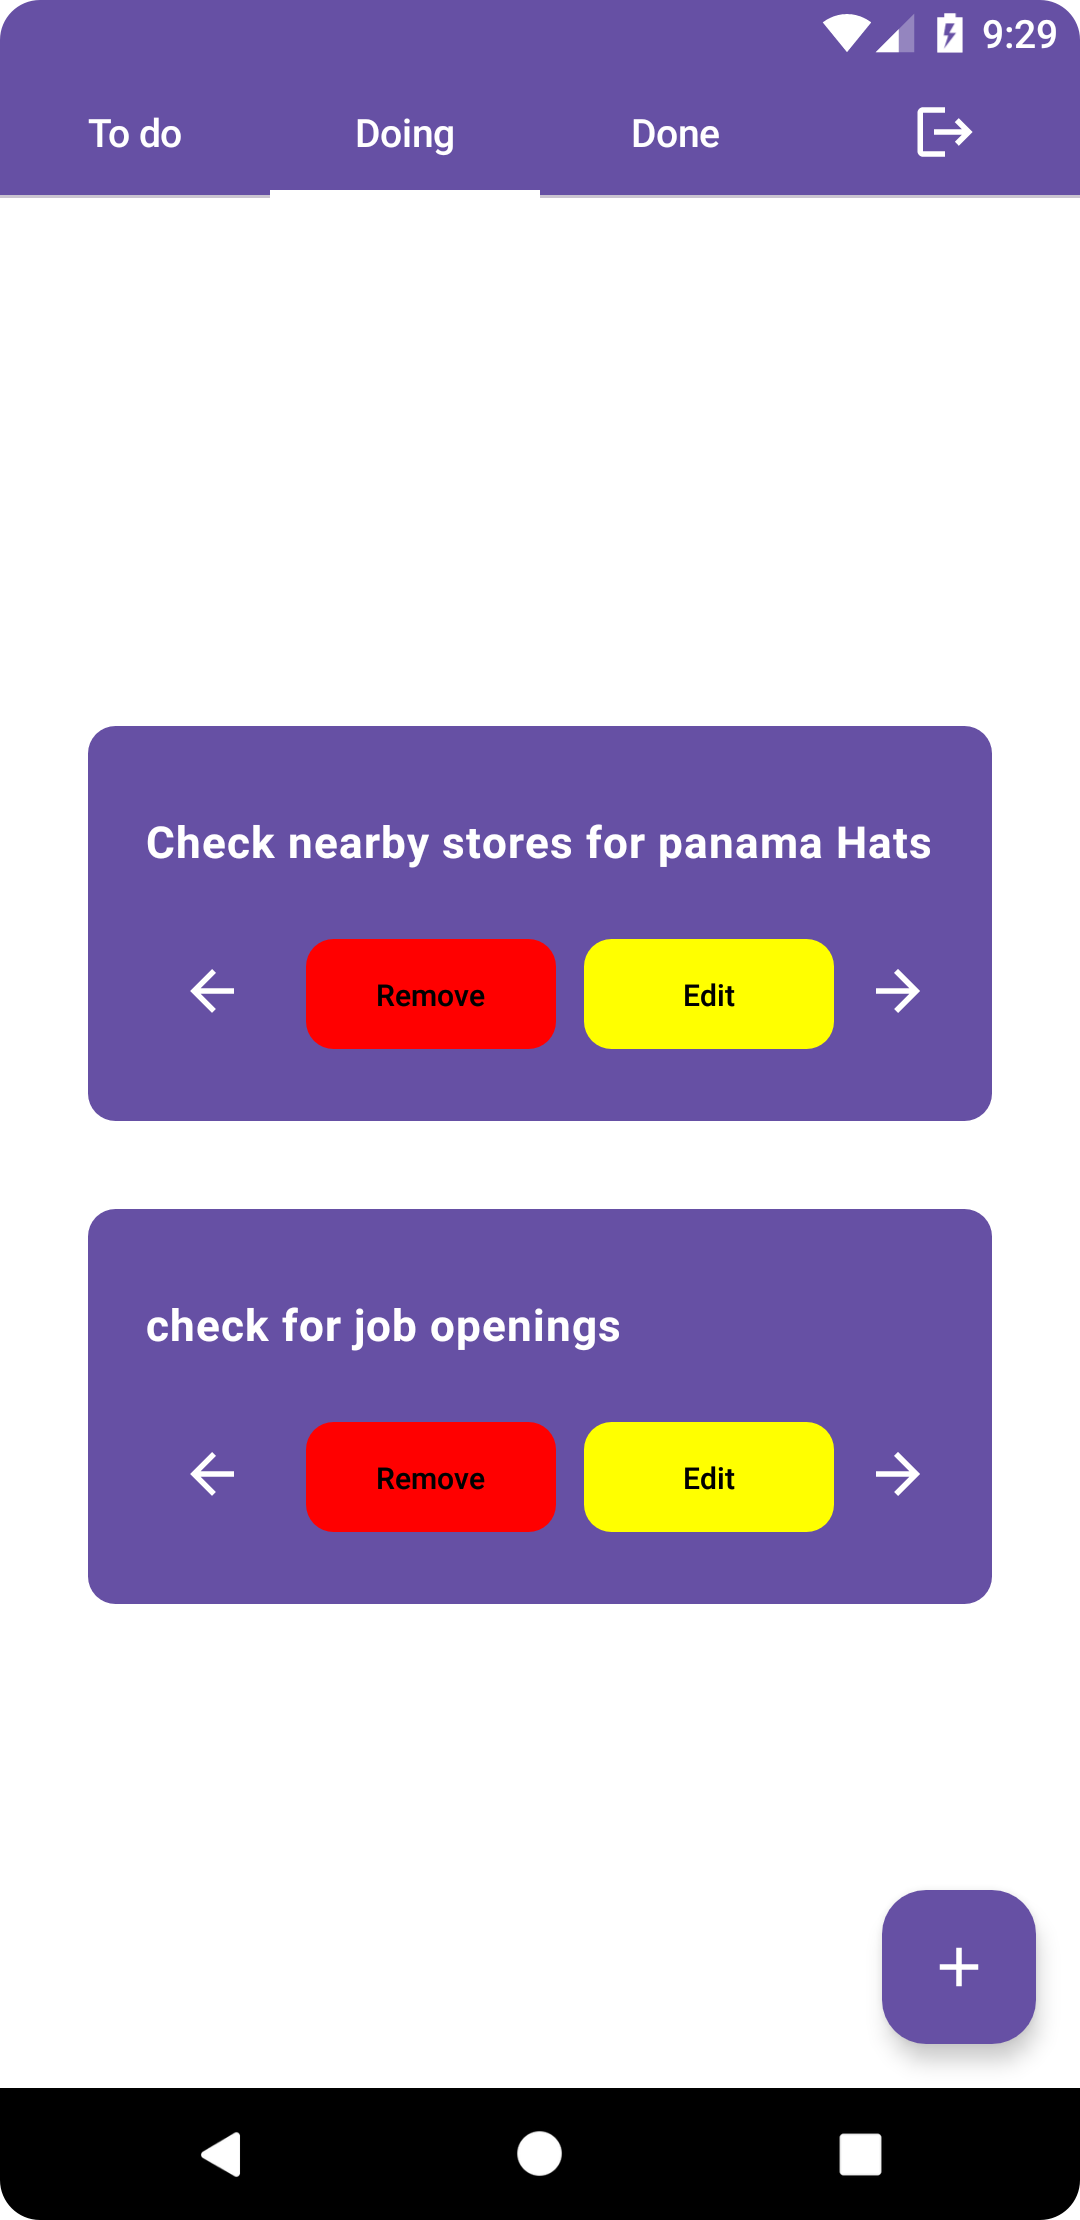 9:29
To do Doing Done
Check nearby stores for panama Hats
Remove Edit
check for job openings
Remove Edit